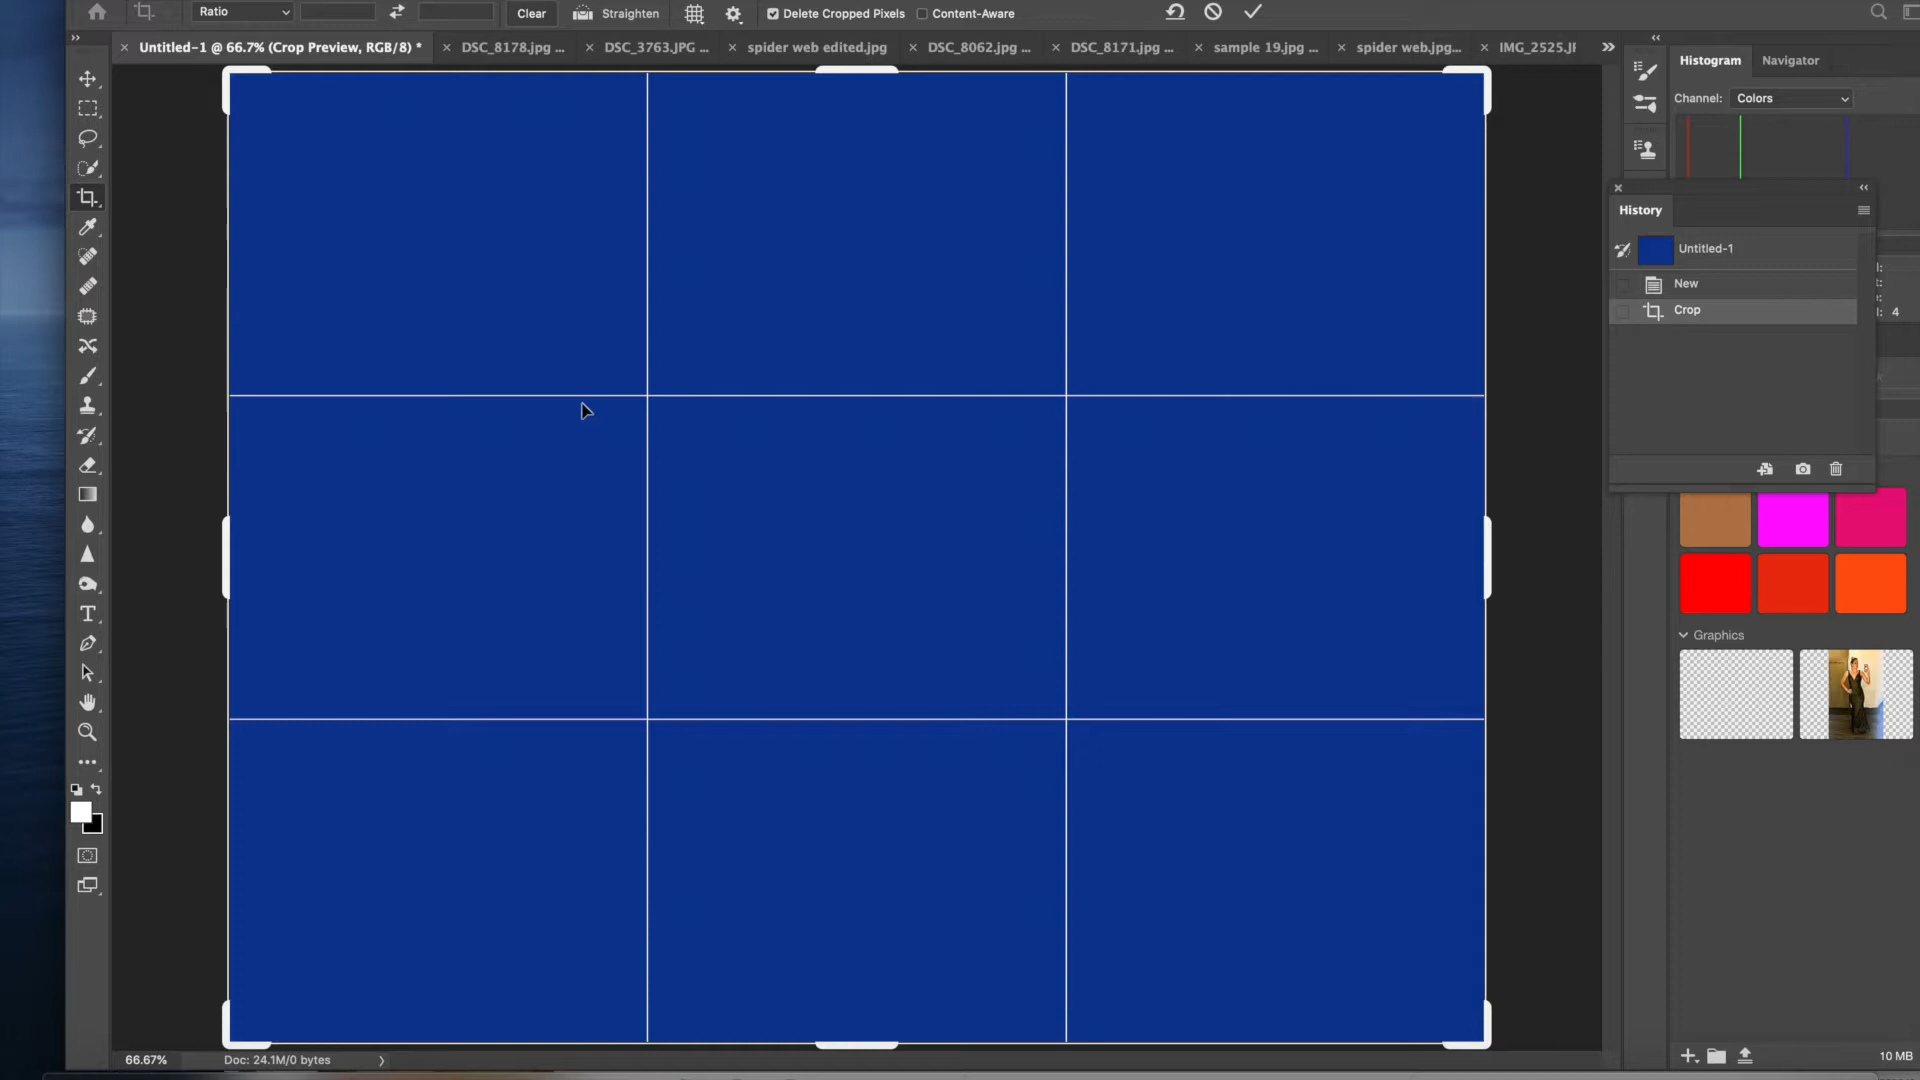 Ratio Clear Straighten Delete Cropped Pixels Content-Aware
Untitled-1 @ 66.7% (Crop Preview, RGB/8) * DSC_8178.jpg ... DSC_3763.JPG ... spider web edited.jpg DSC_8062.jpg ... DSC_8171.jpg ... sample 19.jpg ... spider web.jpg... IMG_2525.JF
Histogram Navigator
Channel: Colors
History
Untitled-1
New
Crop
4
Graphics
66.67% Doc: 24.1M/0 bytes
10 MB